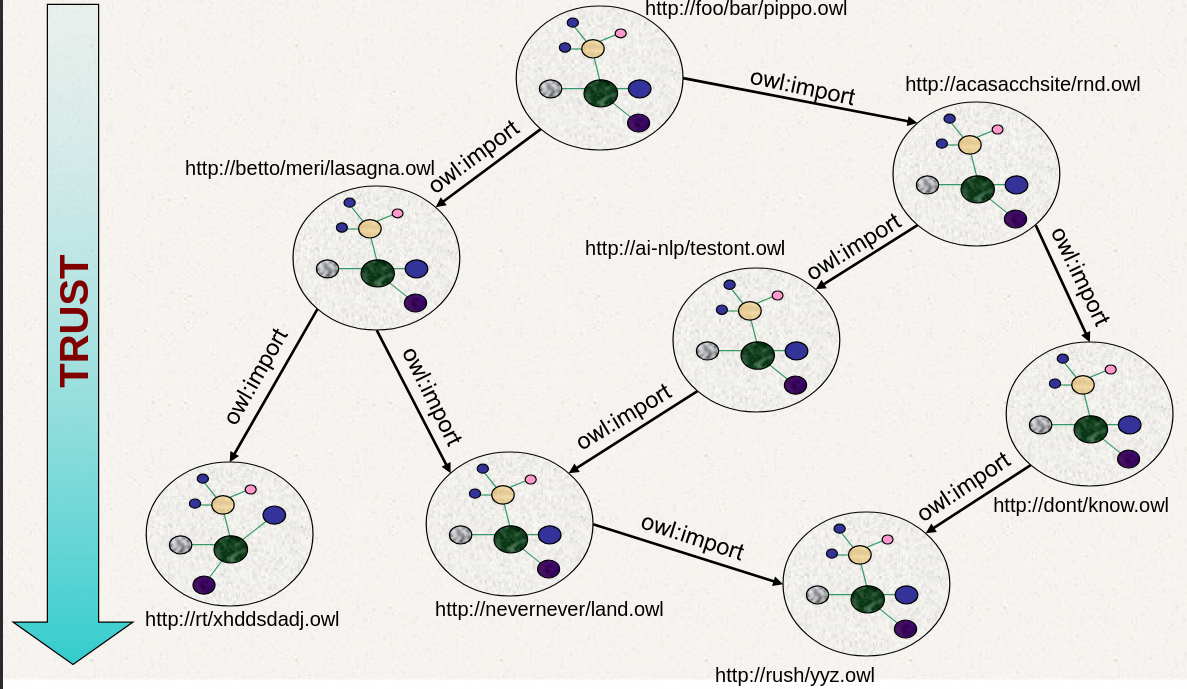 http://foo/bar/pippo.owl
owl:import
http://acasacchsite/rnd.owl
owl:import
http://betto/meri/lasagna.owl
http://ai-nlp/testont.owl
owl:import
owl:import
TRUST
owl:import
owl:import
owl:import
owl:import
http://dont/know.owl
owl:import
http://nevernever/land.owl
http://rt/xhddsdadj.owl
http://rush/yyz.owl